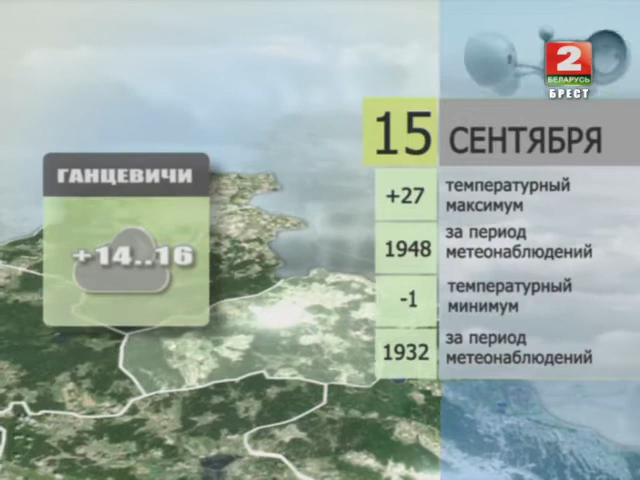 2
БЕЛАРУСЬ
БРЕСТ
15 СЕНТЯБРЯ
ГАНЦЕВИЧИ
+14..16
+27 температурный
максимум
1948 за период
метеонаблюдений
-1 температурный
минимум
1932 за период
метеонаблюдений